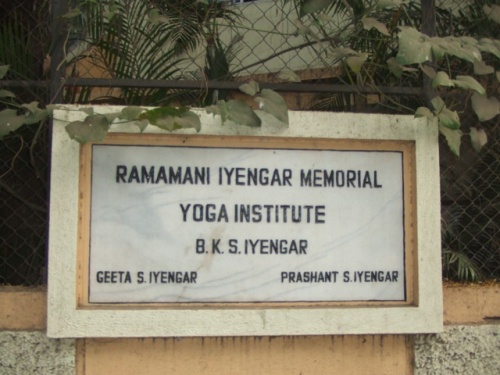 RAMAMANI IYENGAR MEMORIAL
YOGA INSTITUTE
B.K.S. IYENGAR
GEETA S. IYENGAR PRASHANT S. IYENGAR